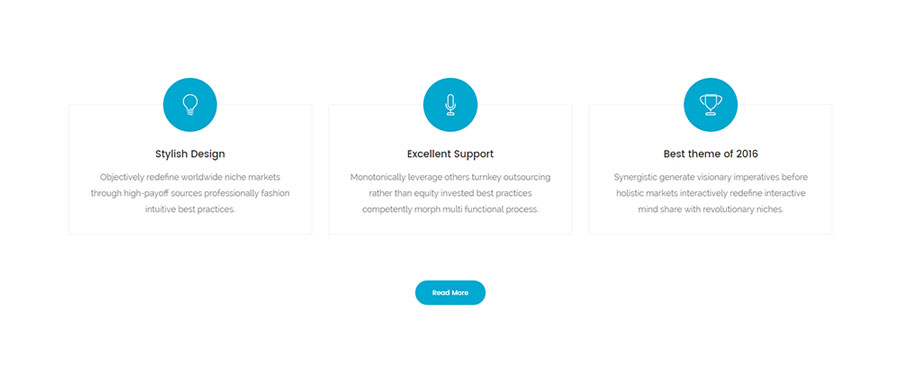 Stylish Design
Objectively redefine worldwide niche markets
through high-payoff sources professionally fashion
intuitive best practices.
Excellent Support
Monotonically leverage others turnkey outsourcing
rather than equity invested best practices
competently morph multi functional process.
Best theme of 2016
Synergistic generate visionary imperatives before
holistic markets interactively redefine interactive
mind share with revolutionary niches.
Read More